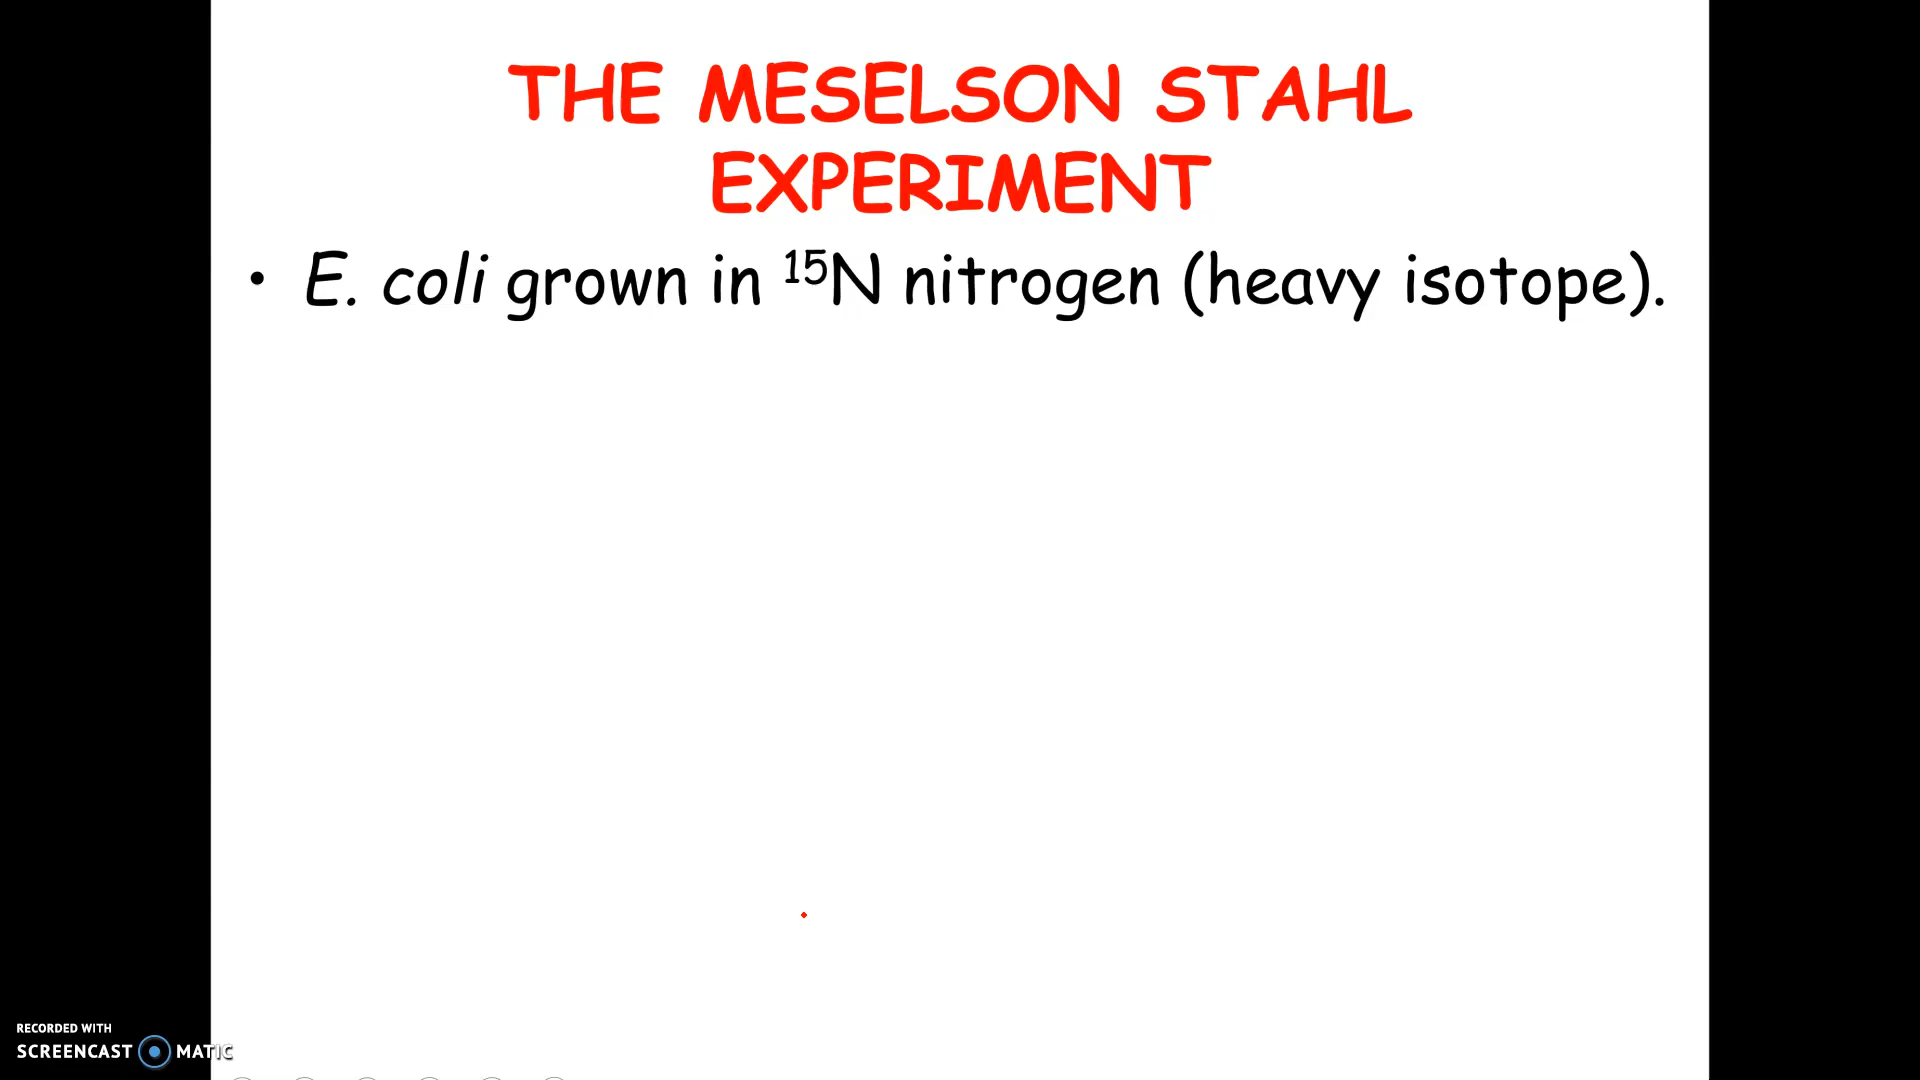 THE MESELSON STAHL
EXPERIMENT
• E. coli grown in ¹⁵N nitrogen (heavy isotope).
RECORDED WITH
SCREENCAST MATIC